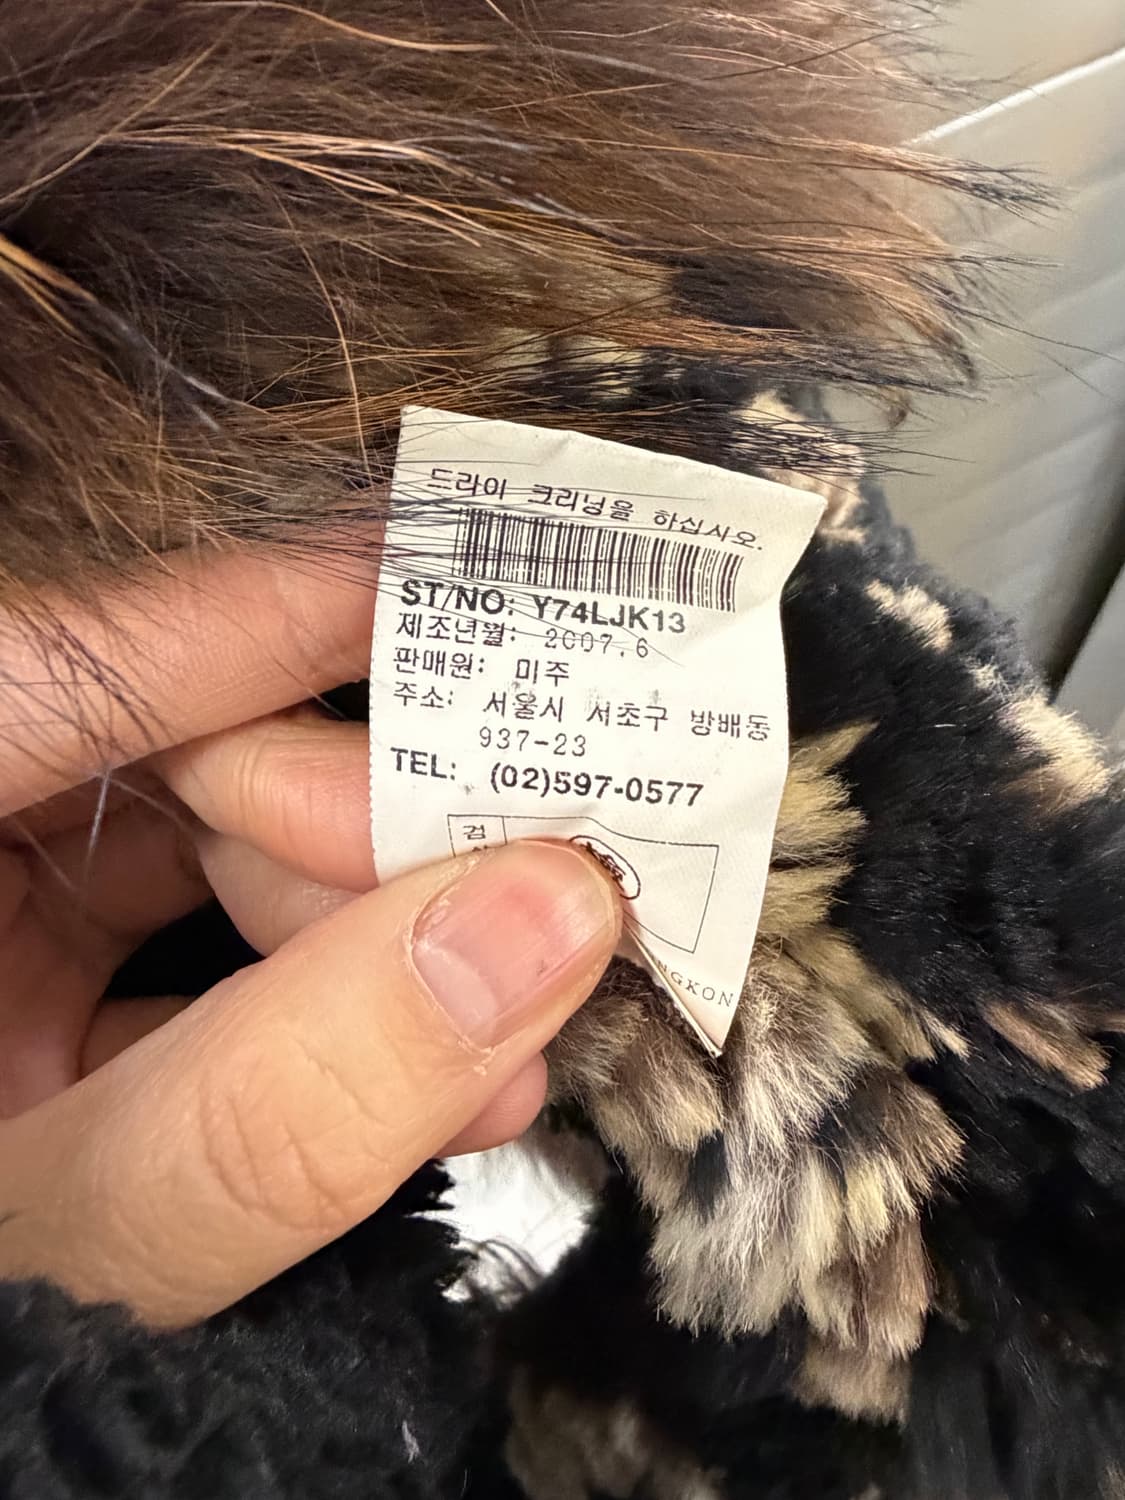 드라이 크리닝을 하십시오.
ST/NO: Y74LJK13
제조년월: 2007.6
판매원: 미주
주소: 서울시 서초구 방배동
937-23
TEL: (02)597-0577
검
NGKON